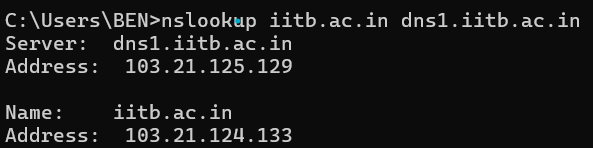 C:\Users\BEN>nslookup iitb.ac.in dns1.iitb.ac.in
Server:  dns1.iitb.ac.in
Address:  103.21.125.129

Name:    iitb.ac.in
Address:  103.21.124.133